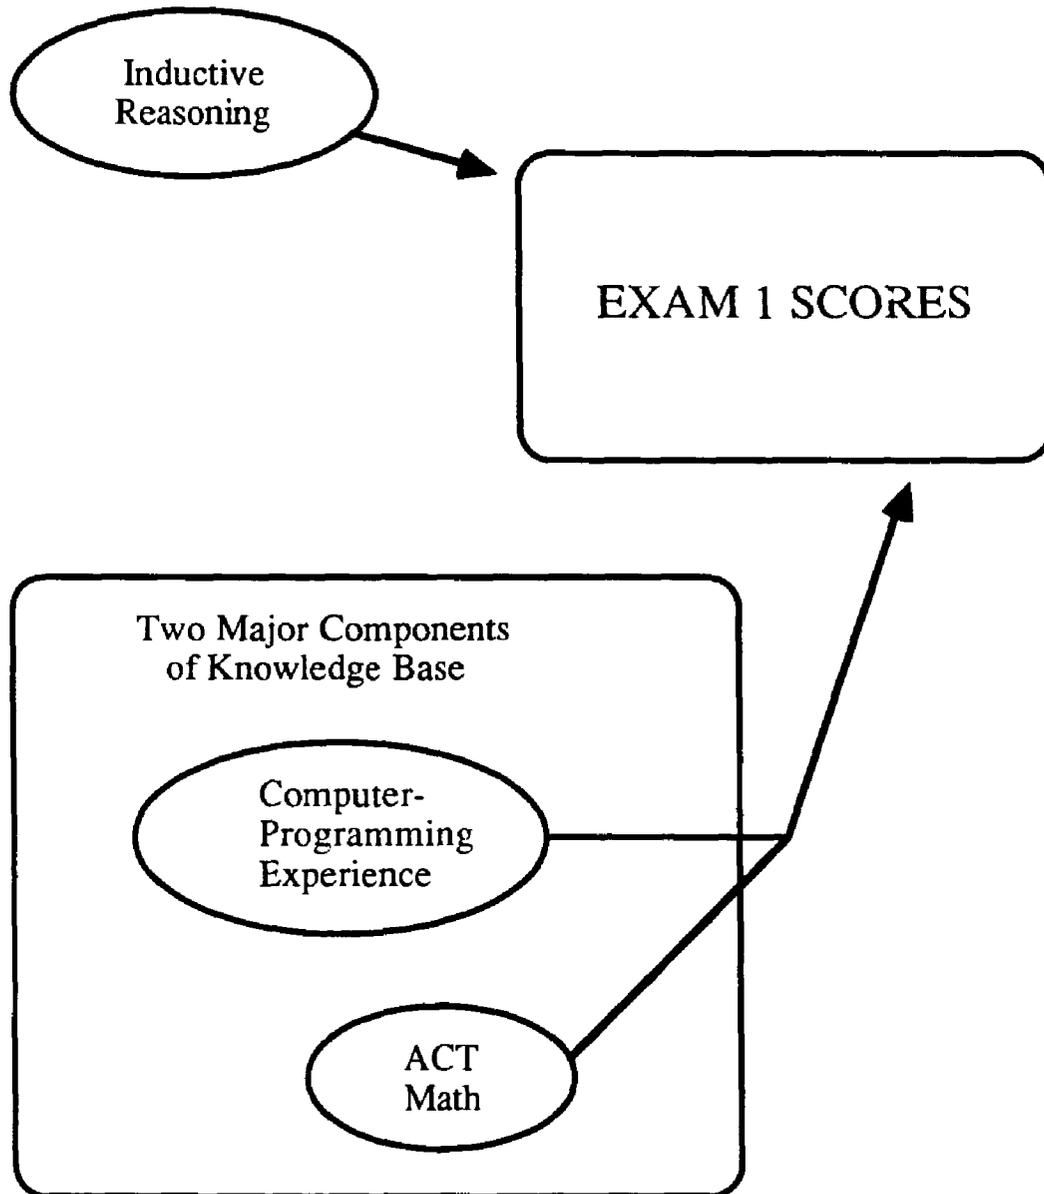 Inductive
Reasoning
EXAM 1 SCORES
Two Major Components
of Knowledge Base
Computer-
Programming
Experience
ACT
Math